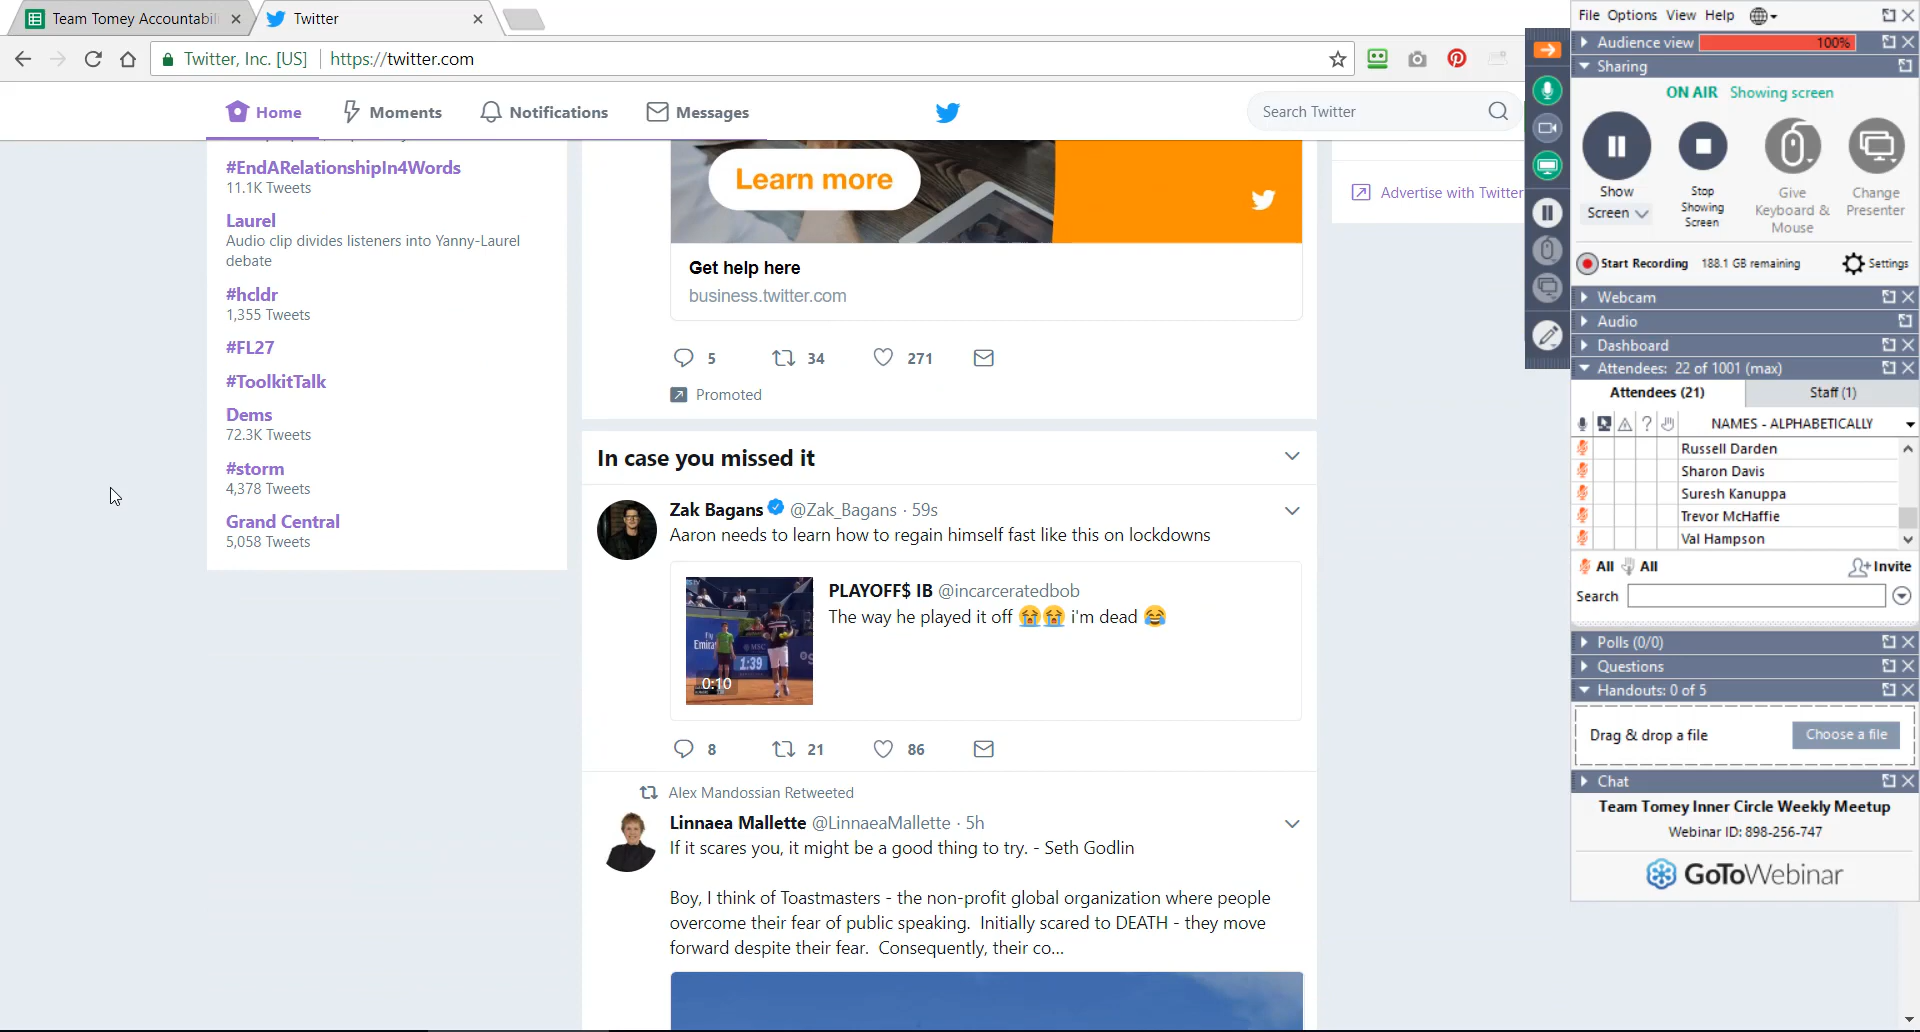 Team Tomey Accountabil
Twitter
Twitter, Inc. [US]
https://twitter.com
Home
Moments
Notifications
Messages
Search Twitter
#EndARelationshipIn4Words
11.1K Tweets
Laurel
Audio clip divides listeners into Yanny-Laurel
debate
#hcldr
1,355 Tweets
#FL27
#ToolkitTalk
Dems
72.3K Tweets
#storm
4,378 Tweets
Grand Central
5,058 Tweets
Learn more
Get help here
business.twitter.com
5 34 271
Promoted
In case you missed it
Zak Bagans @Zak_Bagans · 59s
Aaron needs to learn how to regain himself fast like this on lockdowns
PLAYOFF$ IB @incarceratedbob
The way he played it off 😭😭 i'm dead 😂
Fly
Emirates
MSC
1:39
0:10
8 21 86
Alex Mandossian Retweeted
Linnaea Mallette @LinnaeaMallette · 5h
If it scares you, it might be a good thing to try. - Seth Godlin
Boy, I think of Toastmasters - the non-profit global organization where people
overcome their fear of public speaking. Initially scared to DEATH - they move
forward despite their fear. Consequently, their co...
Advertise with Twitter
File Options View Help
Audience view 100%
Sharing
ON AIR Showing screen
Show
Screen
Stop
Showing
Screen
Give
Keyboard &
Mouse
Change
Presenter
Start Recording 188.1 GB remaining Settings
Webcam
Audio
Dashboard
Attendees: 22 of 1001 (max)
Attendees (21) Staff (1)
? NAMES - ALPHABETICALLY
Russell Darden
Sharon Davis
Suresh Kanuppa
Trevor McHaffie
Val Hampson
All All Invite
Search
Polls (0/0)
Questions
Handouts: 0 of 5
Drag & drop a file Choose a file
Chat
Team Tomey Inner Circle Weekly Meetup
Webinar ID: 898-256-747
GoToWebinar